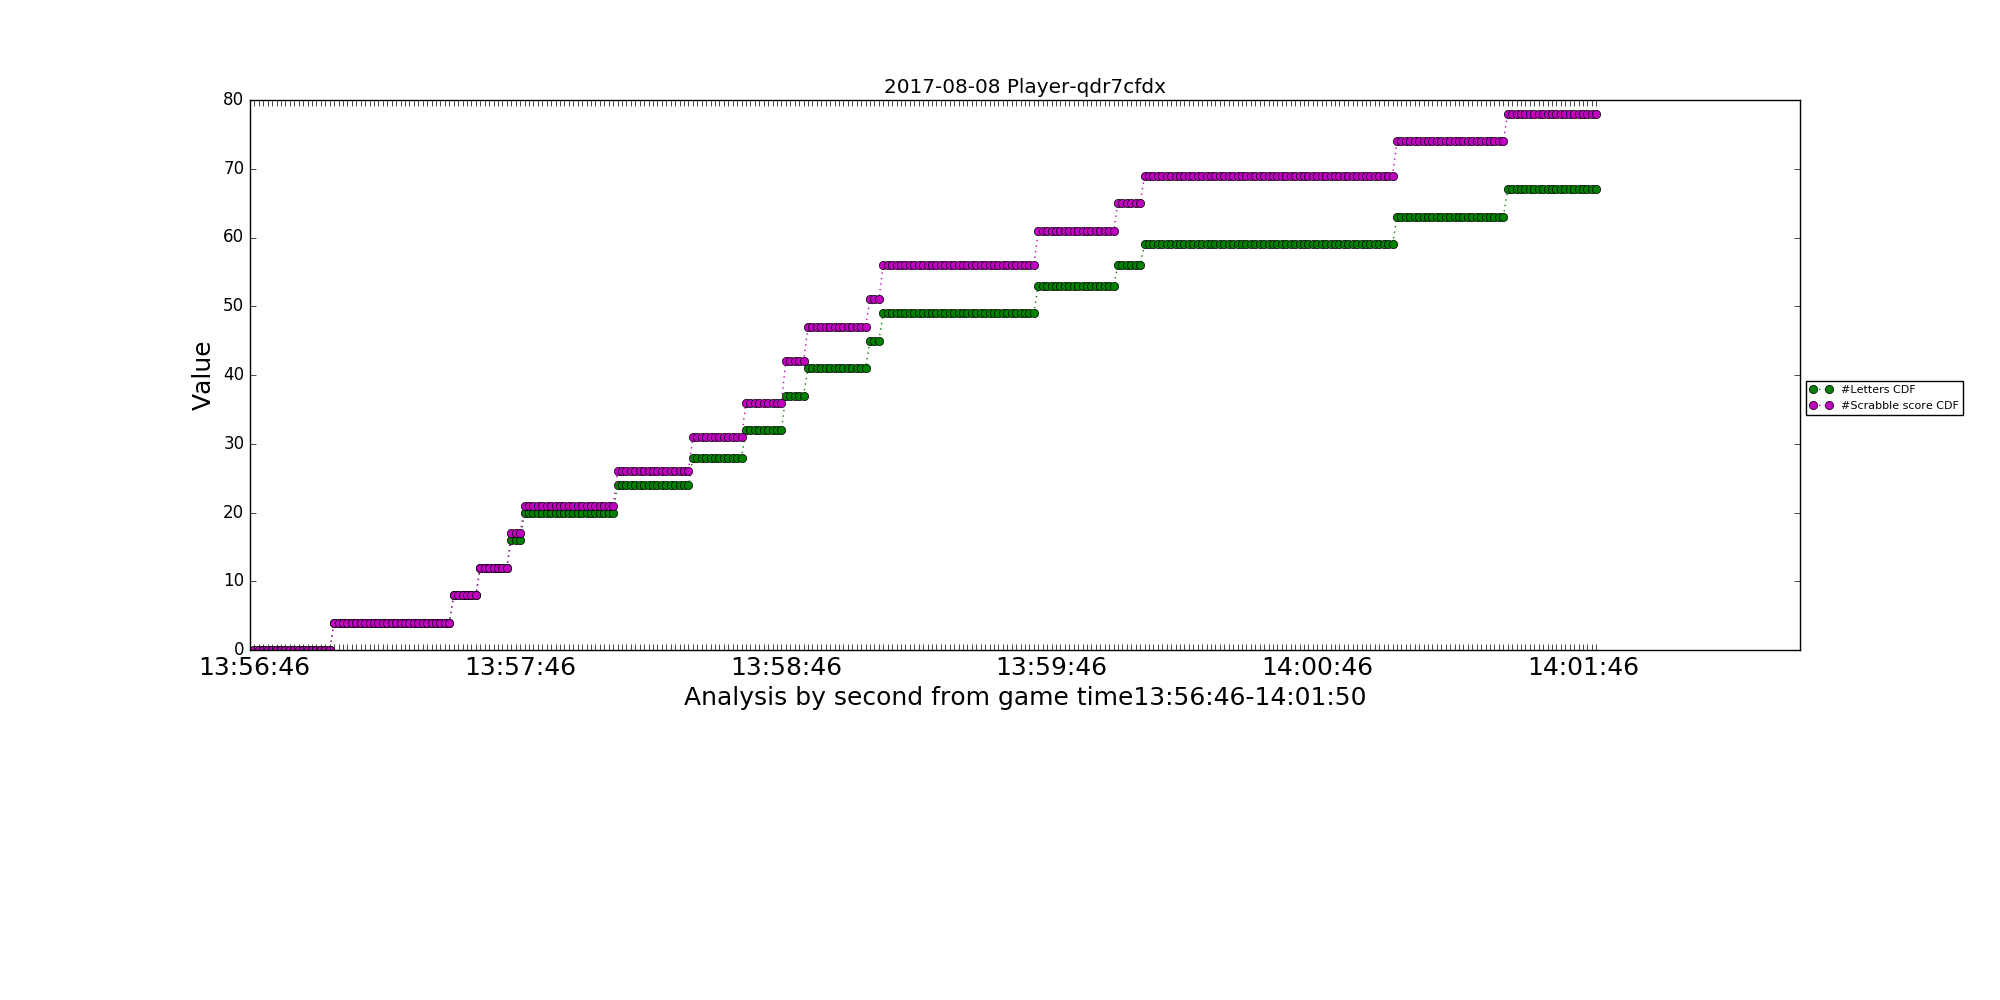 2017-08-08 Player-qdr7cfdx
80
70
60
50
40
30
20
10
0
Value
13:56:46 13:57:46 13:58:46 13:59:46 14:00:46 14:01:46
Analysis by second from game time13:56:46-14:01:50
#Letters CDF
#Scrabble score CDF